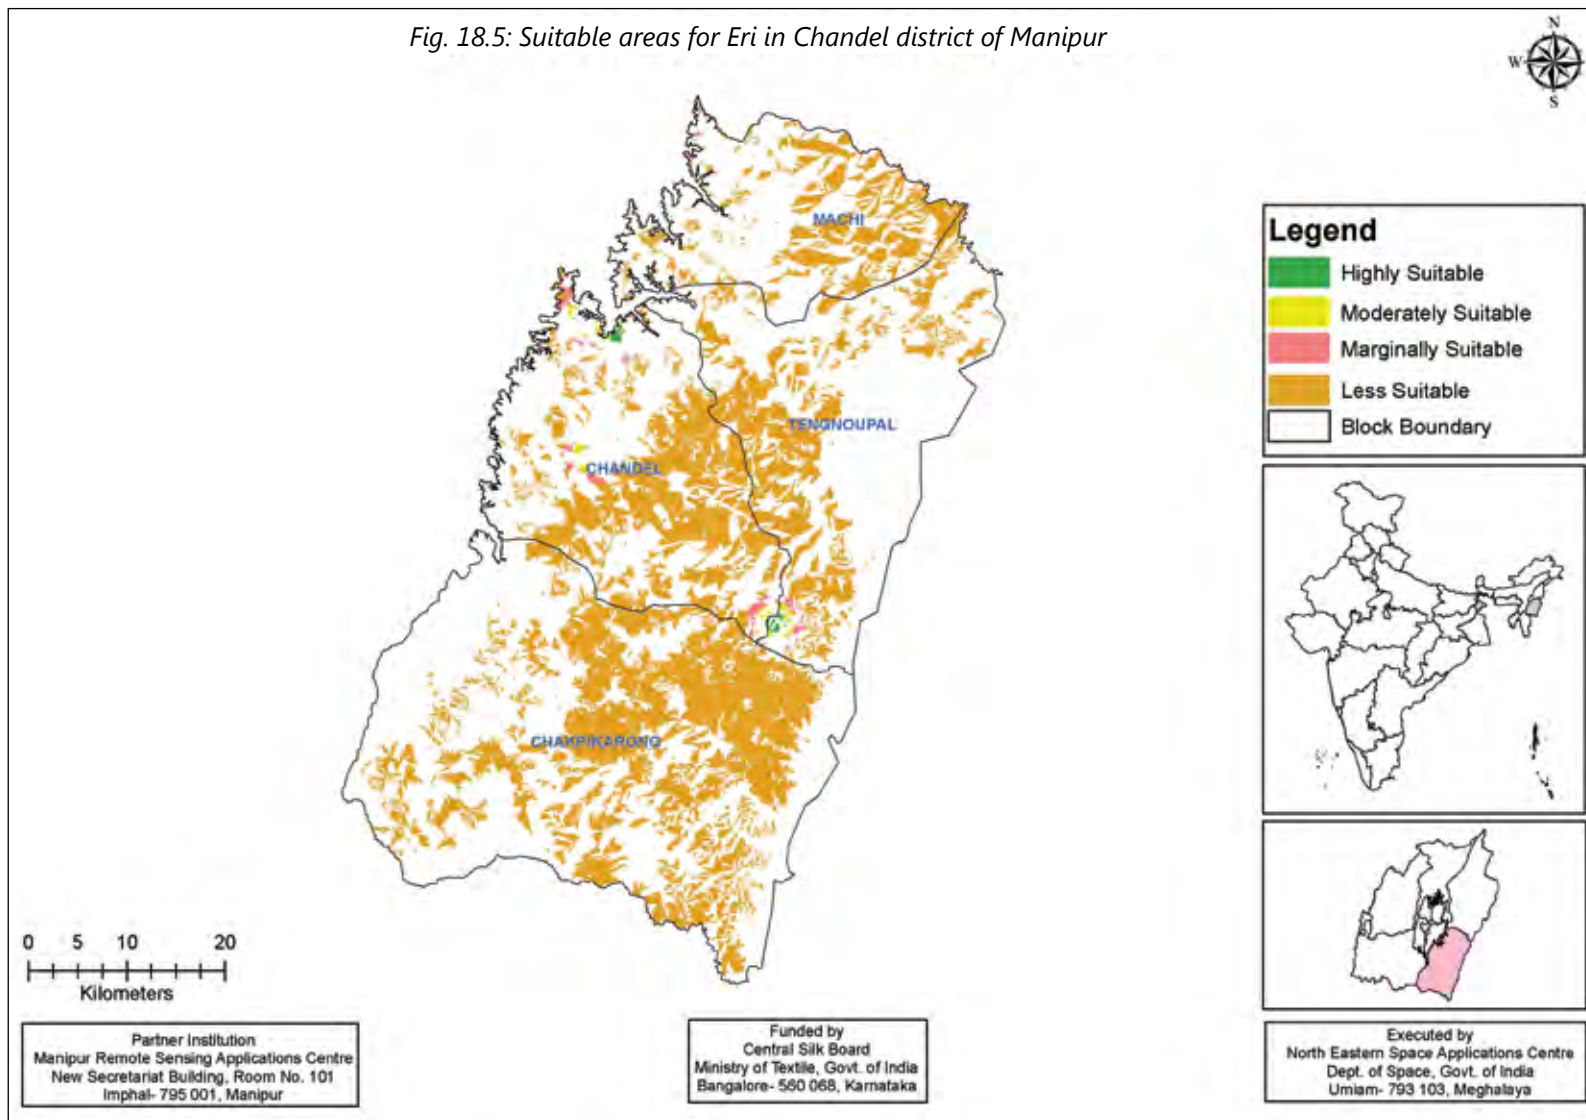 Fig. 18.5: Suitable areas for Eri in Chandel district of Manipur
N
W
S
MACHI
TENGNOUPAL
CHANDEL
CHAKPIKARONG
Legend
Highly Suitable
Moderately Suitable
Marginally Suitable
Less Suitable
Block Boundary
0 5 10 20
Kilometers
Partner Institution
Manipur Remote Sensing Applications Centre
New Secretariat Building, Room No. 101
Imphal- 795 001, Manipur
Funded by
Central Silk Board
Ministry of Textile, Govt. of India
Bangalore- 560 068, Karnataka
Executed by
North Eastern Space Applications Centre
Dept. of Space, Govt. of India
Umiam- 793 103, Meghalaya